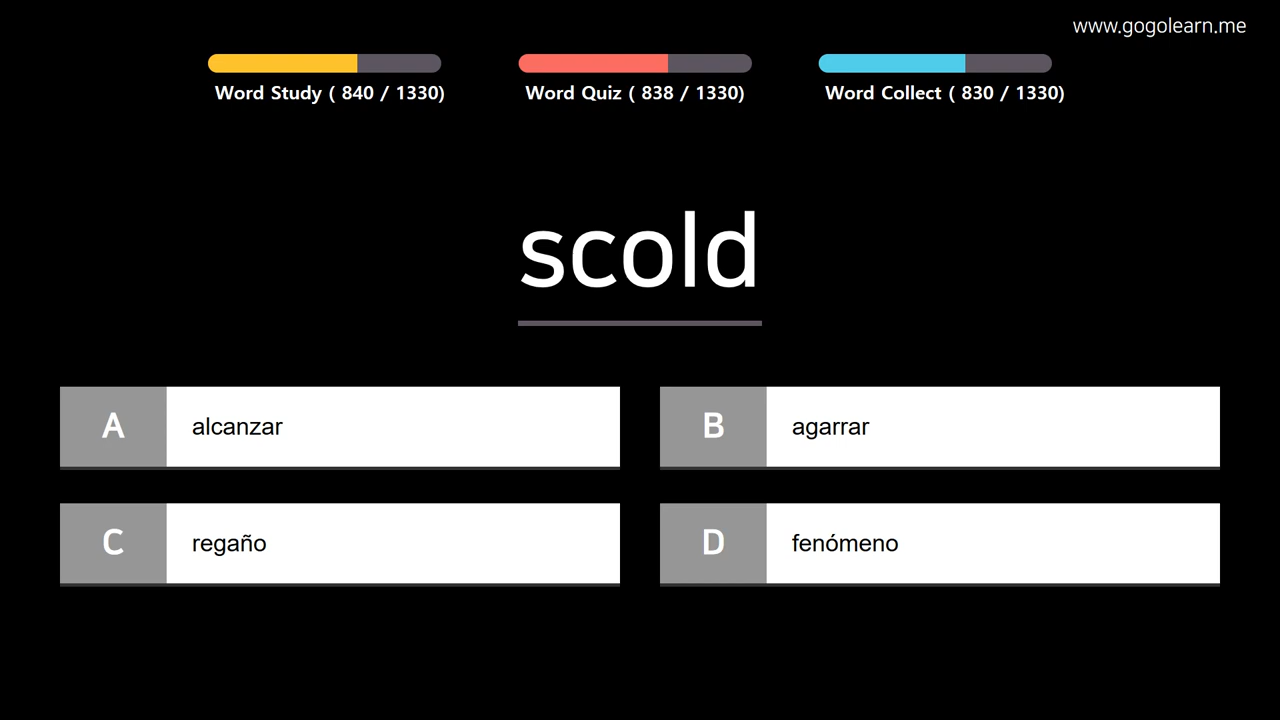 www.gogolearn.me
Word Study ( 840 / 1330)
Word Quiz ( 838 / 1330)
Word Collect ( 830 / 1330)
scold
A alcanzar
B agarrar
C regaño
D fenómeno